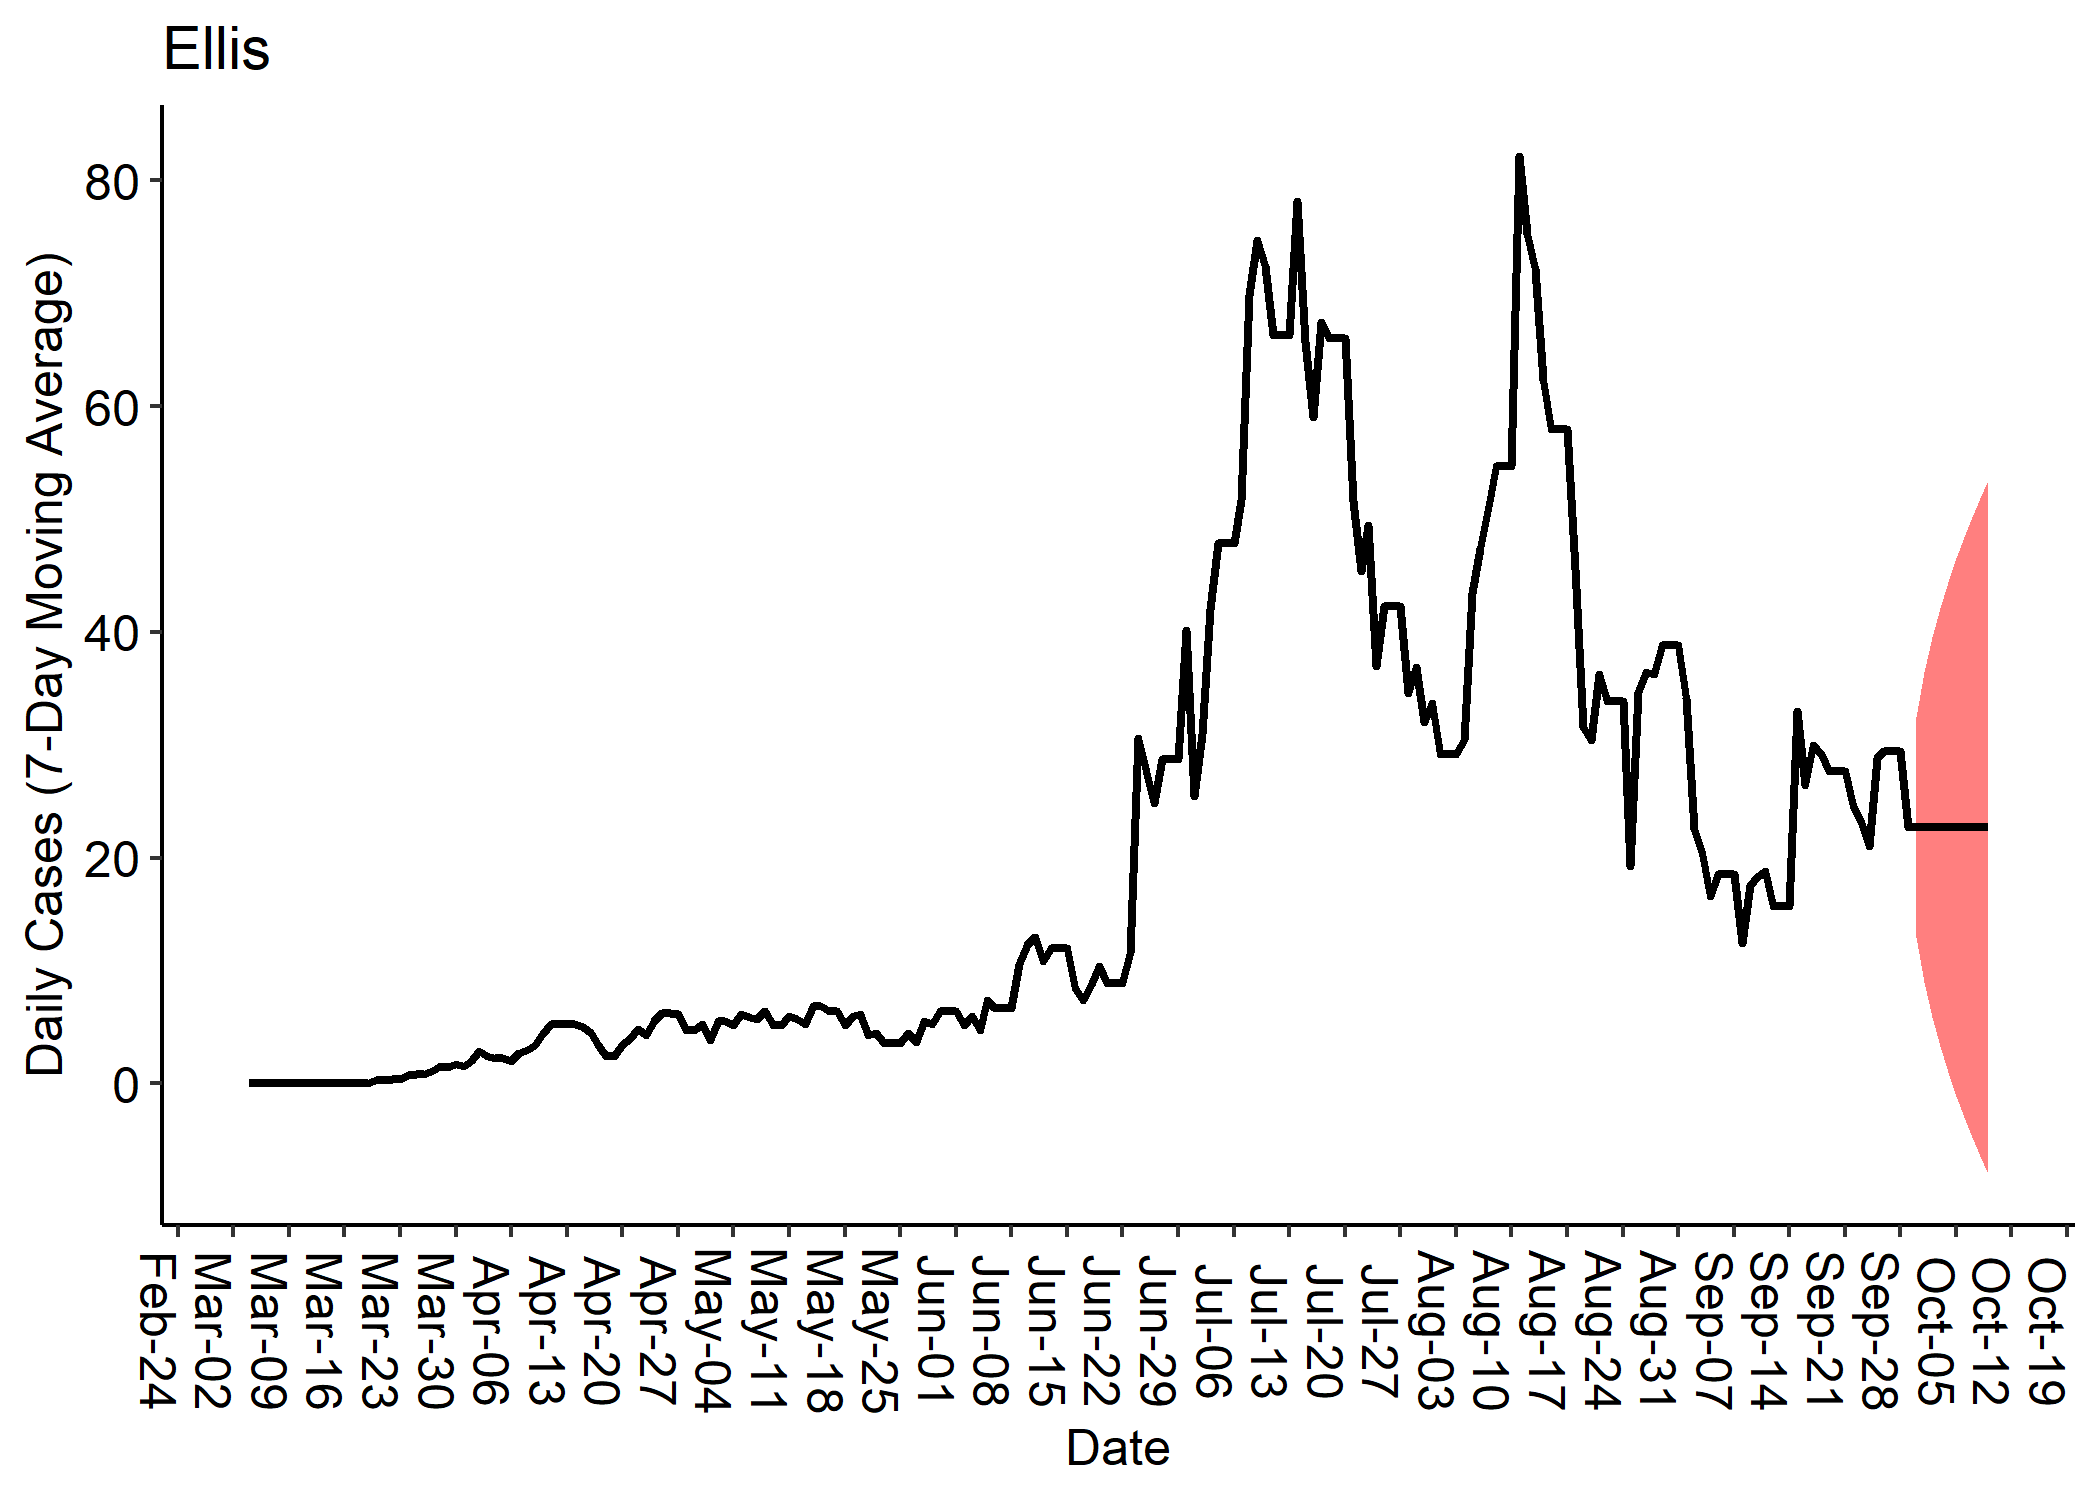 Ellis
Daily Cases (7-Day Moving Average)
80
60
40
20
0
Feb-24
Mar-02
Mar-09
Mar-16
Mar-23
Mar-30
Apr-06
Apr-13
Apr-20
Apr-27
May-04
May-11
May-18
May-25
Jun-01
Jun-08
Jun-15
Jun-22
Jun-29
Jul-06
Jul-13
Jul-20
Jul-27
Aug-03
Aug-10
Aug-17
Aug-24
Aug-31
Sep-07
Sep-14
Sep-21
Sep-28
Oct-05
Oct-12
Oct-19
Date